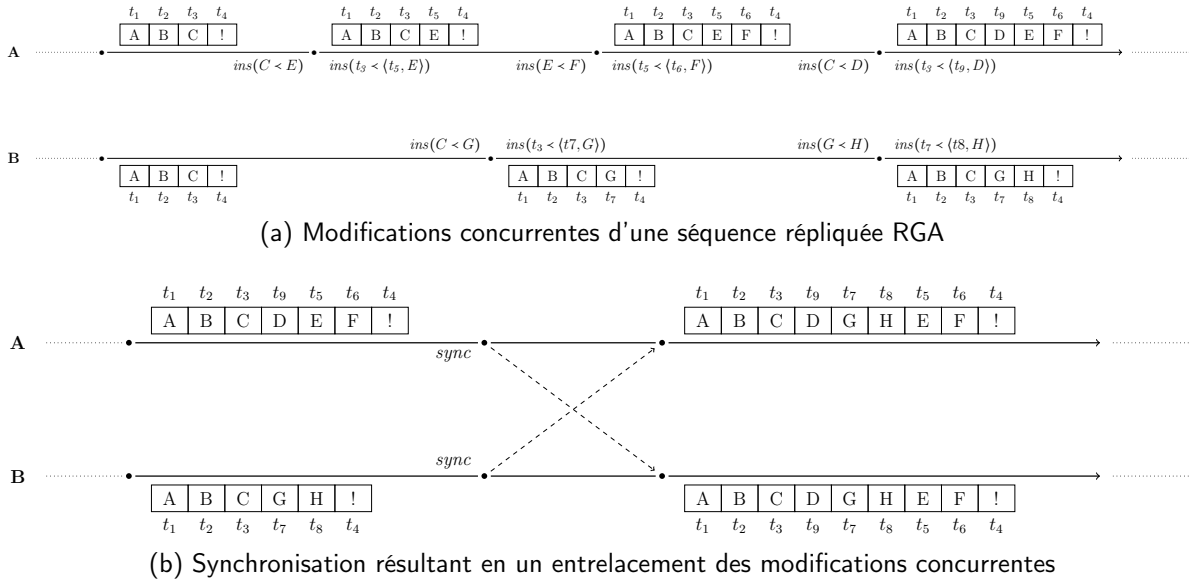 t₁ t₂ t₃ t₄ t₁ t₂ t₃ t₅ t₄ t₁ t₂ t₃ t₅ t₆ t₄ t₁ t₂ t₃ t₉ t₅ t₆ t₄
A B C ! A B C E ! A B C E F ! A B C D E F !
A
ins(C < E) ins(t₃ < ⟨t₅, E⟩) ins(E < F) ins(t₅ < ⟨t₆, F⟩) ins(C < D) ins(t₃ < ⟨t₉, D⟩)
ins(C < G) ins(t₃ < ⟨t7, G⟩) ins(G < H) ins(t₇ < ⟨t8, H⟩)
B
A B C ! A B C G ! A B C G H !
t₁ t₂ t₃ t₄ t₁ t₂ t₃ t₇ t₄ t₁ t₂ t₃ t₇ t₈ t₄
(a) Modifications concurrentes d'une séquence répliquée RGA
t₁ t₂ t₃ t₉ t₅ t₆ t₄ t₁ t₂ t₃ t₉ t₇ t₈ t₅ t₆ t₄
A B C D E F ! A B C D G H E F !
A
sync
sync
B
A B C G H ! A B C D G H E F !
t₁ t₂ t₃ t₇ t₈ t₄ t₁ t₂ t₃ t₉ t₇ t₈ t₅ t₆ t₄
(b) Synchronisation résultant en un entrelacement des modifications concurrentes